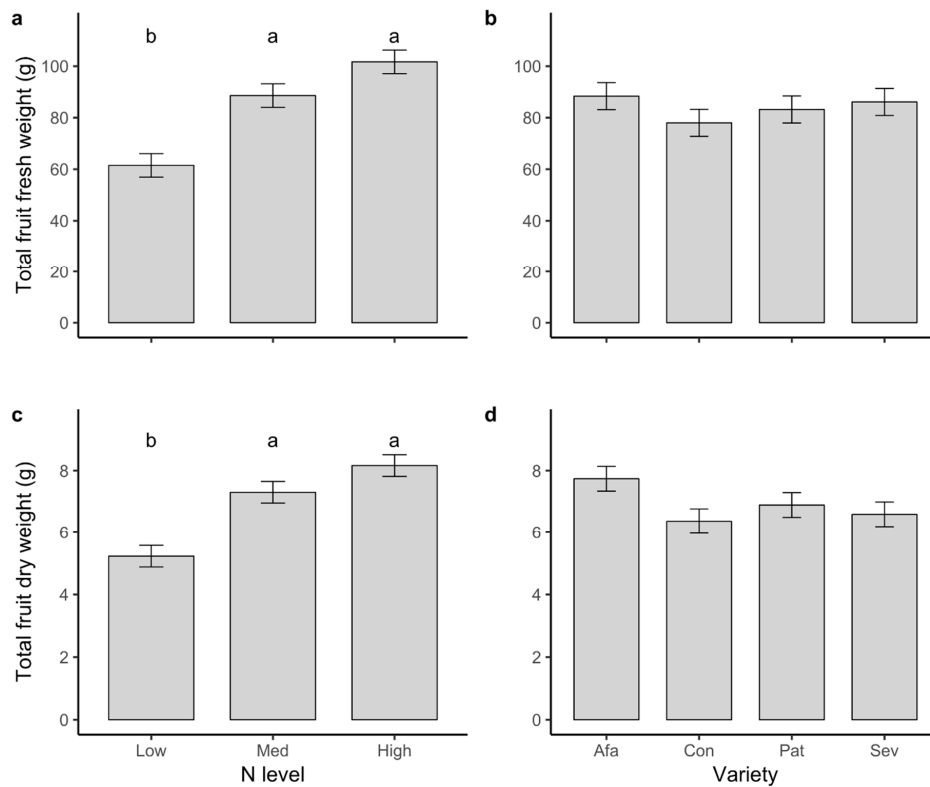 a
b a a
Total fruit fresh weight (g)
100
80
60
40
20
0
b
100
80
60
40
20
0
c
b a a
Total fruit dry weight (g)
8
6
4
2
0
Low Med High
N level
d
8
6
4
2
0
Afa Con Pat Sev
Variety